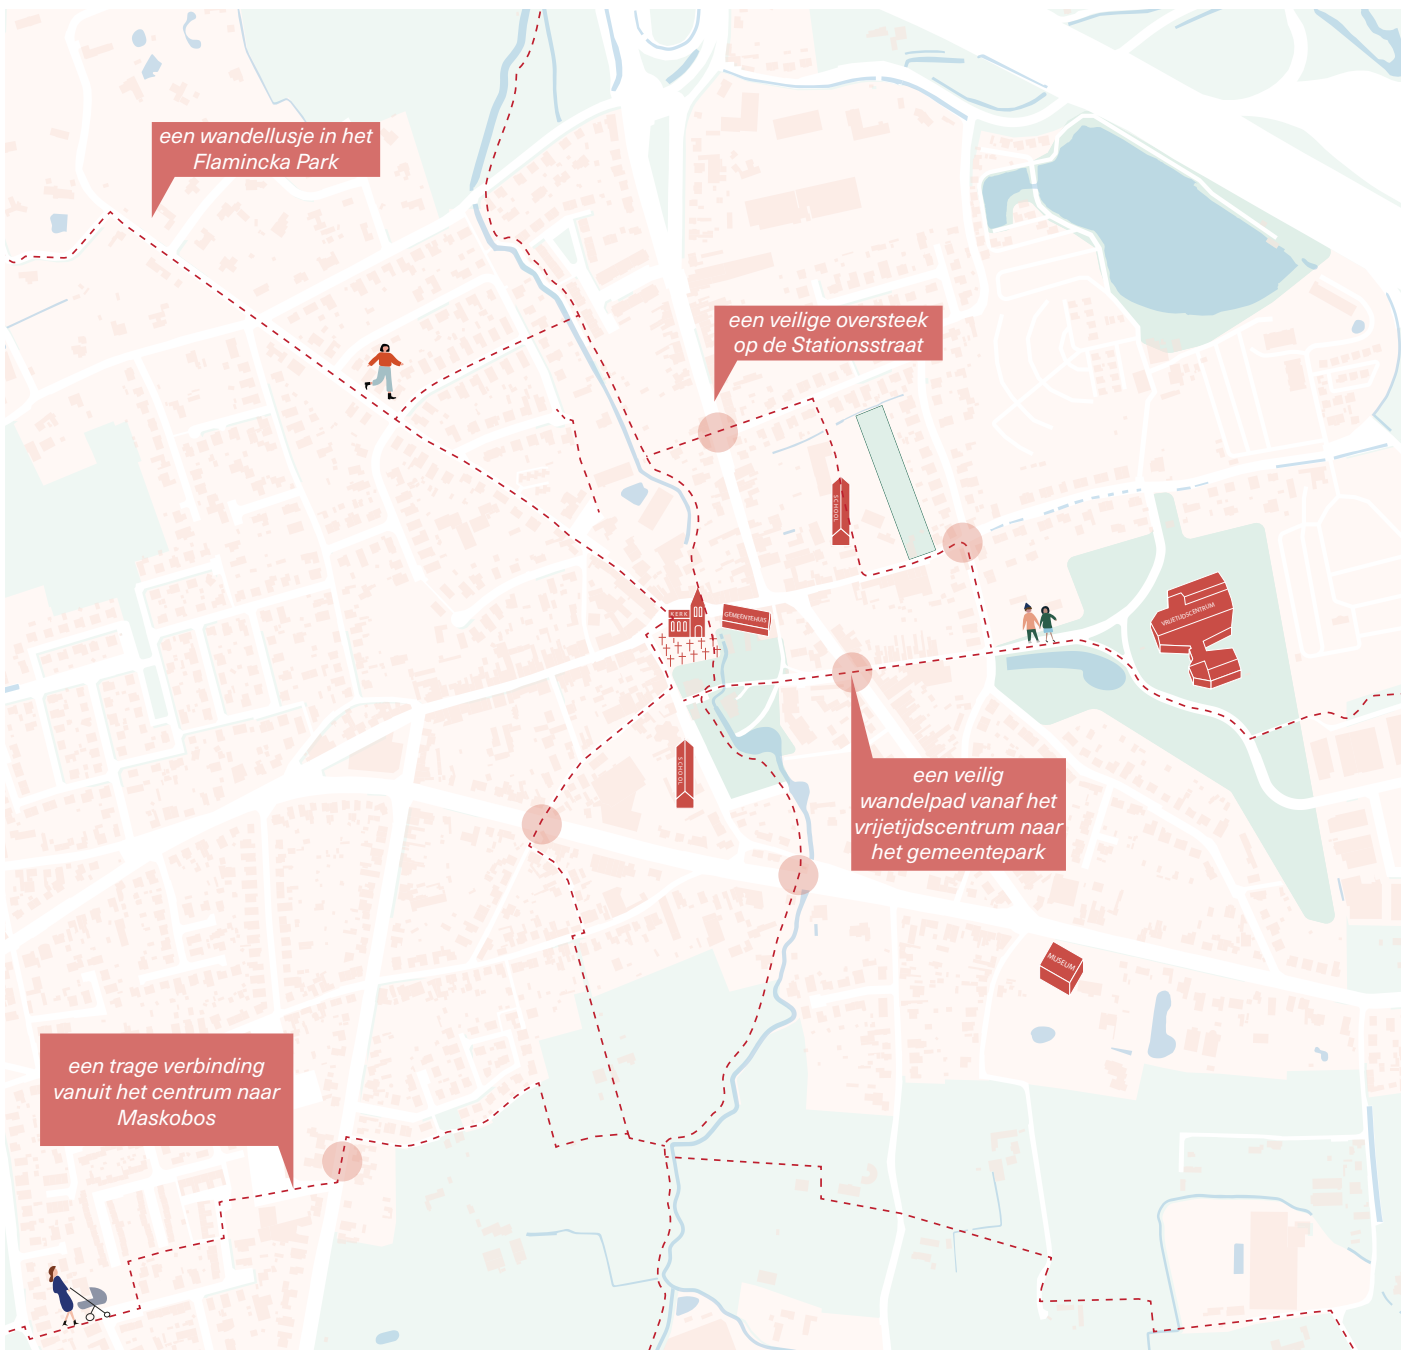 een wandellusje in het
Flamincka Park
een veilige oversteek
op de Stationsstraat
SCHOOL
KERK
GEMEENTEHUIS
VRIJETIJDSCENTRUM
SCHOOL
een veilig
wandelpad vanaf het
vrijetijdscentrum naar
het gemeentepark
MUSEUM
een trage verbinding
vanuit het centrum naar
Maskobos